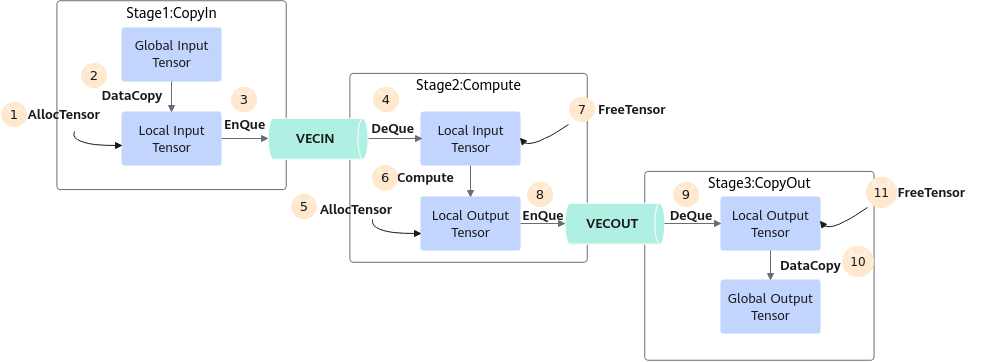 Stage1:CopyIn
Global Input
Tensor
2
DataCopy
1
AllocTensor
Local Input
Tensor
3
EnQue
VECIN
Stage2:Compute
4
DeQue
Local Input
Tensor
7
FreeTensor
6
Compute
5
AllocTensor
Local Output
Tensor
8
EnQue
VECOUT
Stage3:CopyOut
9
DeQue
Local Output
Tensor
11
FreeTensor
DataCopy
10
Global Output
Tensor